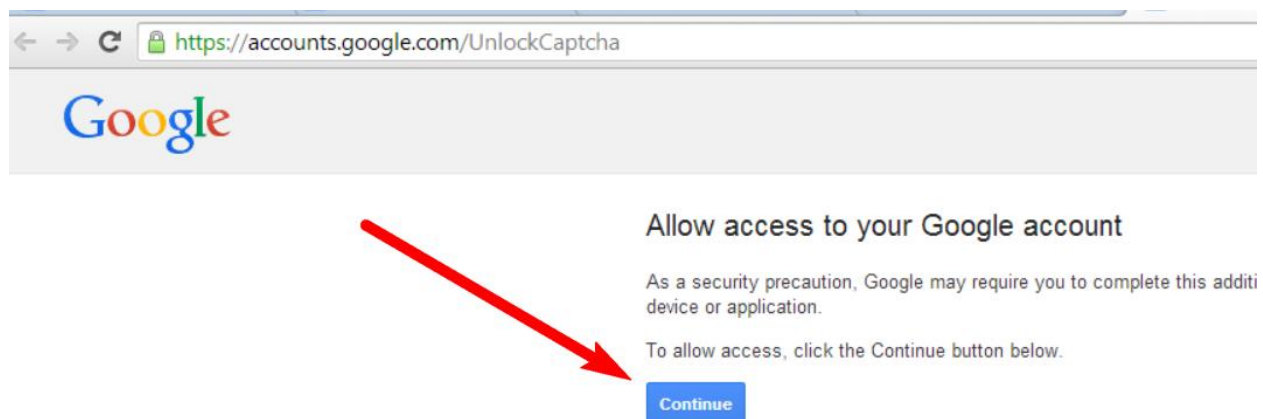 https://accounts.google.com/UnlockCaptcha
Google
Allow access to your Google account
As a security precaution, Google may require you to complete this additi
device or application.
To allow access, click the Continue button below.
Continue